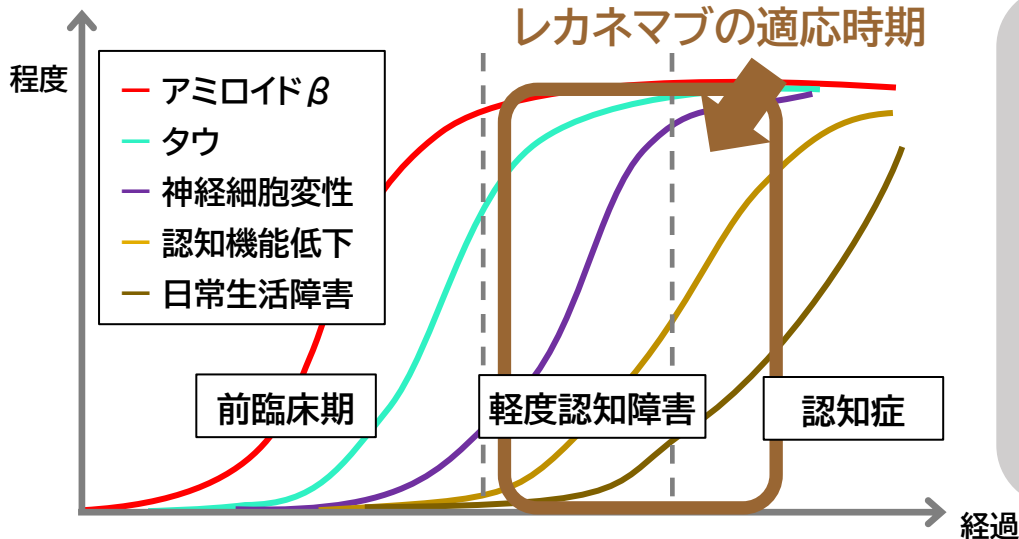 レカネマブの適応時期
程度
アミロイドβ
タウ
神経細胞変性
認知機能低下
日常生活障害
前臨床期
軽度認知障害
認知症
経過